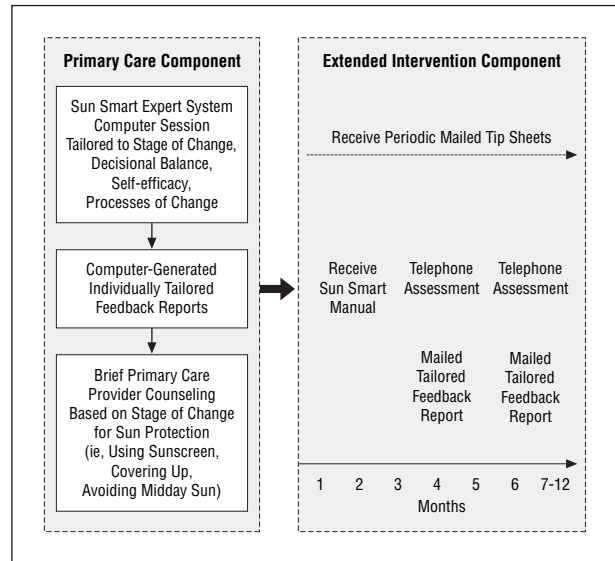 Primary Care Component
Sun Smart Expert System
Computer Session
Tailored to Stage of Change,
Decisional Balance,
Self-efficacy,
Processes of Change
Computer-Generated
Individually Tailored
Feedback Reports
Brief Primary Care
Provider Counseling
Based on Stage of Change
for Sun Protection
(ie, Using Sunscreen,
Covering Up,
Avoiding Midday Sun)
Extended Intervention Component
Receive Periodic Mailed Tip Sheets
Receive
Sun Smart
Manual
Telephone
Assessment
Telephone
Assessment
Mailed
Tailored
Feedback
Report
Mailed
Tailored
Feedback
Report
1 2 3 4 5 6 7-12
Months